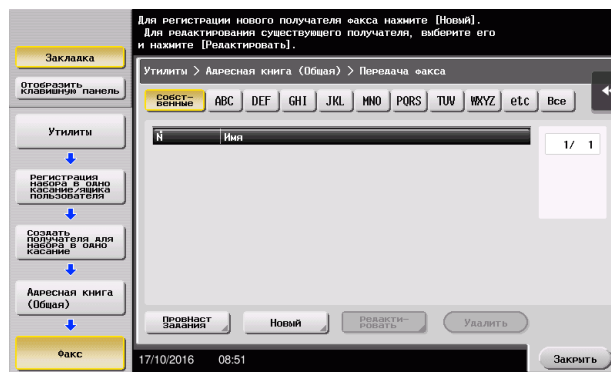 Для регистрации нового получателя факса нажмите [Новый].
Для редактирования существующего получателя, выберите его
и нажмите [Редактировать].
Закладка
Отобразить
клавишную панель
Утилиты
Регистрация
набора в одно
касание/ящика
пользователя
Создать
получателя для
набора в одно
касание
Адресная книга
(Общая)
Факс
Утилиты > Адресная книга (Общая) > Передача факса
Собст-
венные
ABC
DEF
GHI
JKL
MNO
PQRS
TUV
WXYZ
etc
Все
N
Имя
1/ 1
ПровНаст
Задания
Новый
Редакти-
ровать
Удалить
17/10/2016 08:51
Закрыть